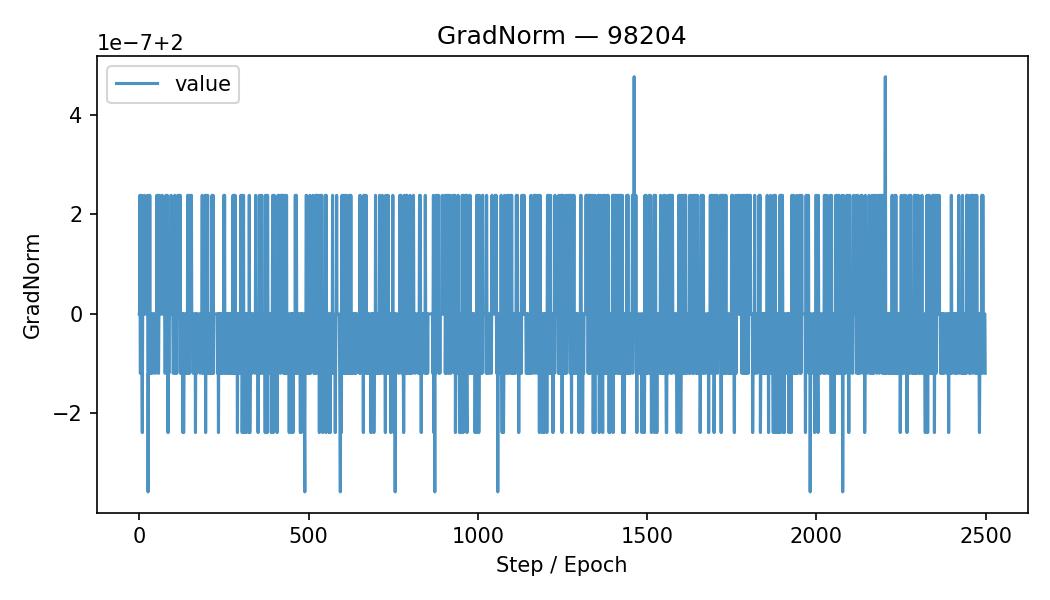 GradNorm — 98204
1e−7+2
value
4
2
0
−2
GradNorm
0
500
1000
1500
2000
2500
Step / Epoch